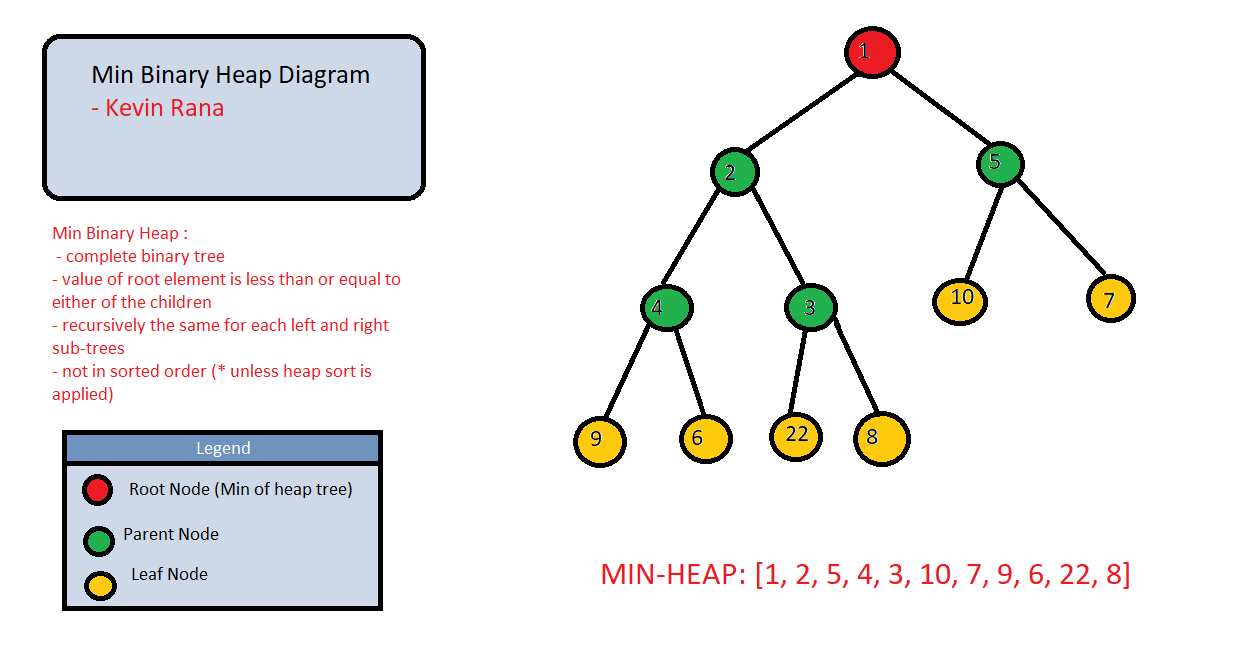 Min Binary Heap Diagram
- Kevin Rana
Min Binary Heap :
- complete binary tree
- value of root element is less than or equal to
either of the children
- recursively the same for each left and right
sub-trees
- not in sorted order (* unless heap sort is
applied)
Legend
Root Node (Min of heap tree)
Parent Node
Leaf Node
1
2
5
4
3
10
7
9
6
22
8
MIN-HEAP: [1, 2, 5, 4, 3, 10, 7, 9, 6, 22, 8]